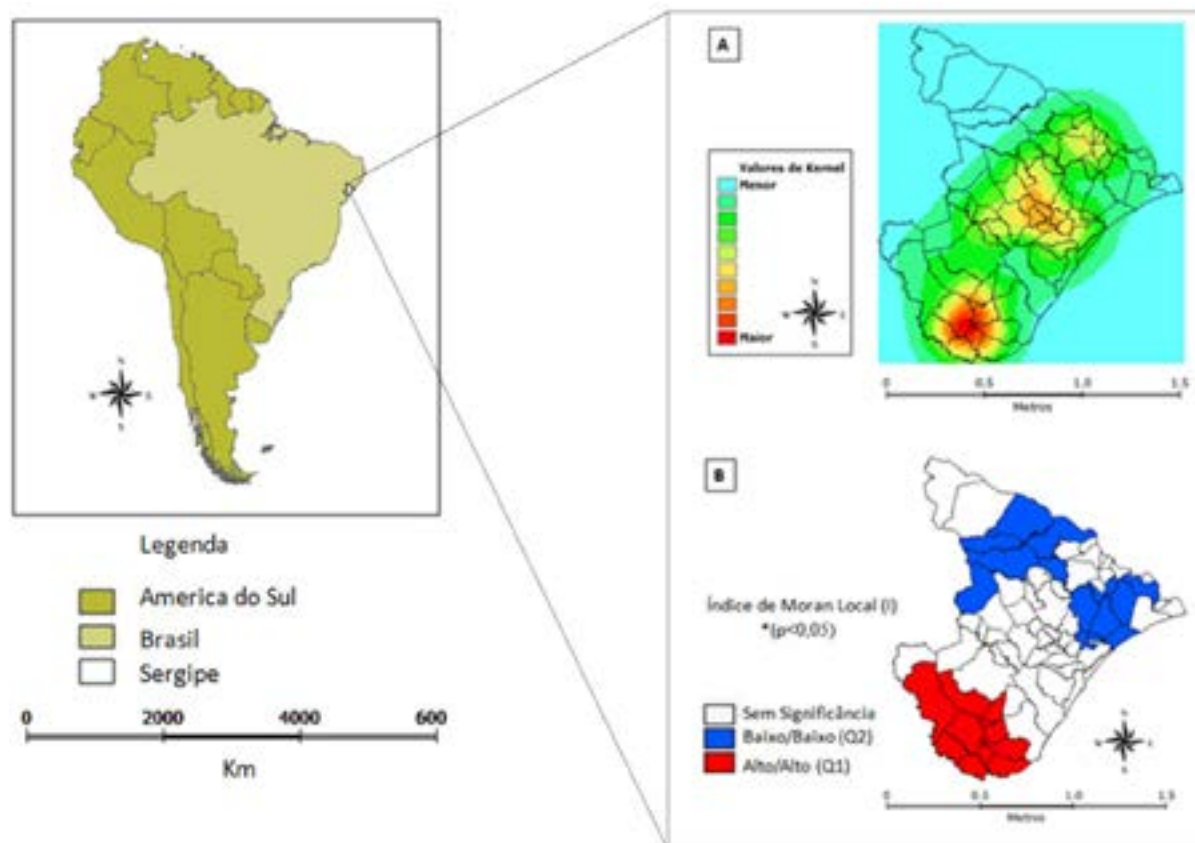 Legenda
America do Sul
Brasil
Sergipe
0 2000 4000 600
Km
N
S
A
Valores de Kernel
Menor
Maior
N
S
0 0.5 1.0 1.5
Metros
B
Índice de Moran Local (I)
*(p<0,05)
Sem Significância
Baixo/Baixo (Q2)
Alto/Alto (Q1)
0 0.5 1.0 1.5
Metros